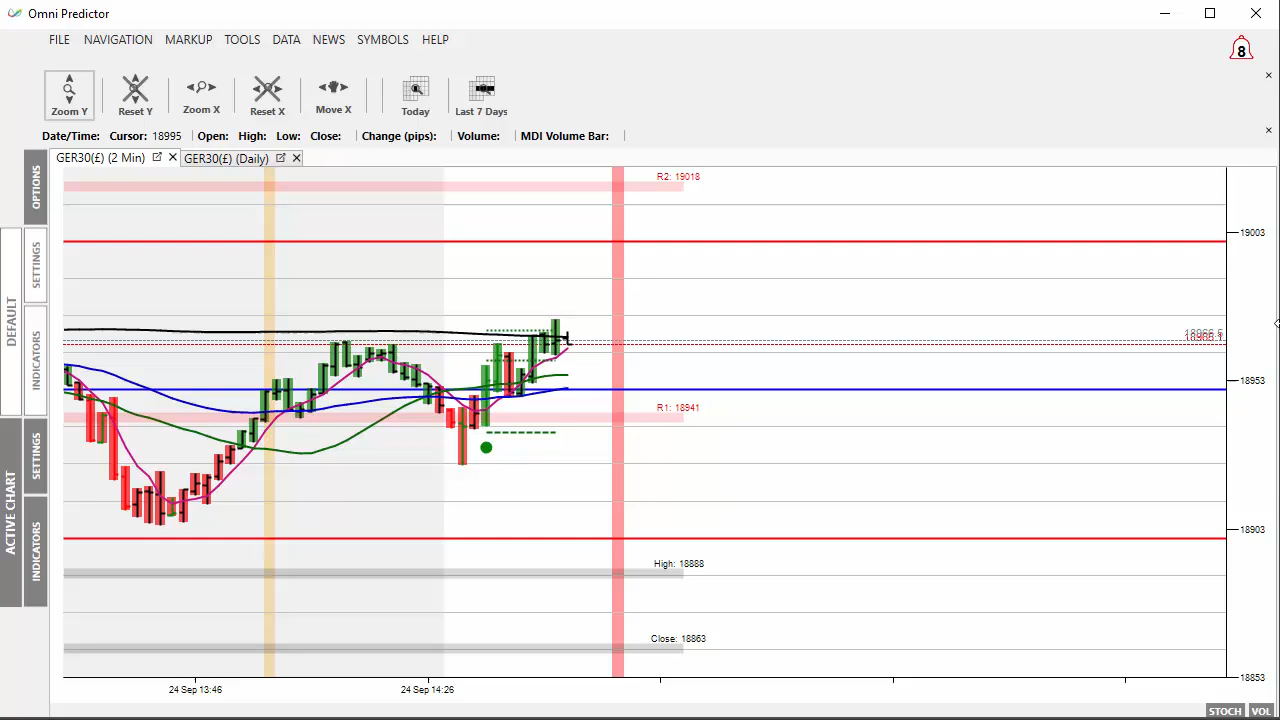 Omni Predictor
FILE NAVIGATION MARKUP TOOLS DATA NEWS SYMBOLS HELP
8
Zoom Y Reset Y Zoom X Reset X Move X Today Last 7 Days
Date/Time: Cursor: 18995 Open: High: Low: Close: Change (pips): Volume: MDI Volume Bar:
GER30(£) (2 Min) GER30(£) (Daily)
OPTIONS
SETTINGS
INDICATORS
DEFAULT
SETTINGS
INDICATORS
ACTIVE CHART
R2: 19018
19003
18953
R1: 18941
18903
High: 18888
Close: 18863
18853
24 Sep 13:46 24 Sep 14:26
STOCH VOL